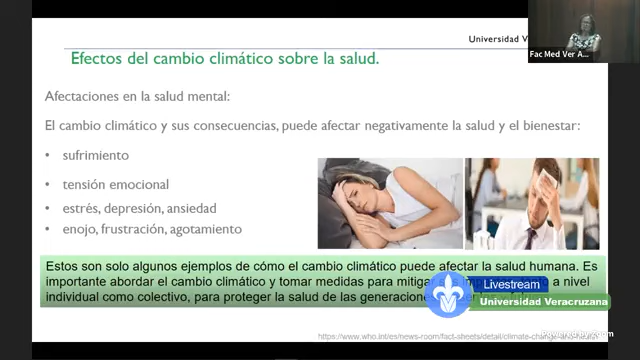 Universidad Ve
Fac Med Ver A...
Efectos del cambio climático sobre la salud.
Afectaciones en la salud mental:
El cambio climático y sus consecuencias, puede afectar negativamente la salud y el bienestar:
• sufrimiento
• tensión emocional
• estrés, depresión, ansiedad
• enojo, frustración, agotamiento
Estos son solo algunos ejemplos de cómo el cambio climático puede afectar la salud humana. Es
importante abordar el cambio climático y tomar medidas para mitigar a nivel
individual como colectivo, para proteger la salud de las generaciones
Livestream
Universidad Veracruzana
Powered by Zoom
https://www.who.int/es/news-room/fact-sheets/detail/climate-change-and-health